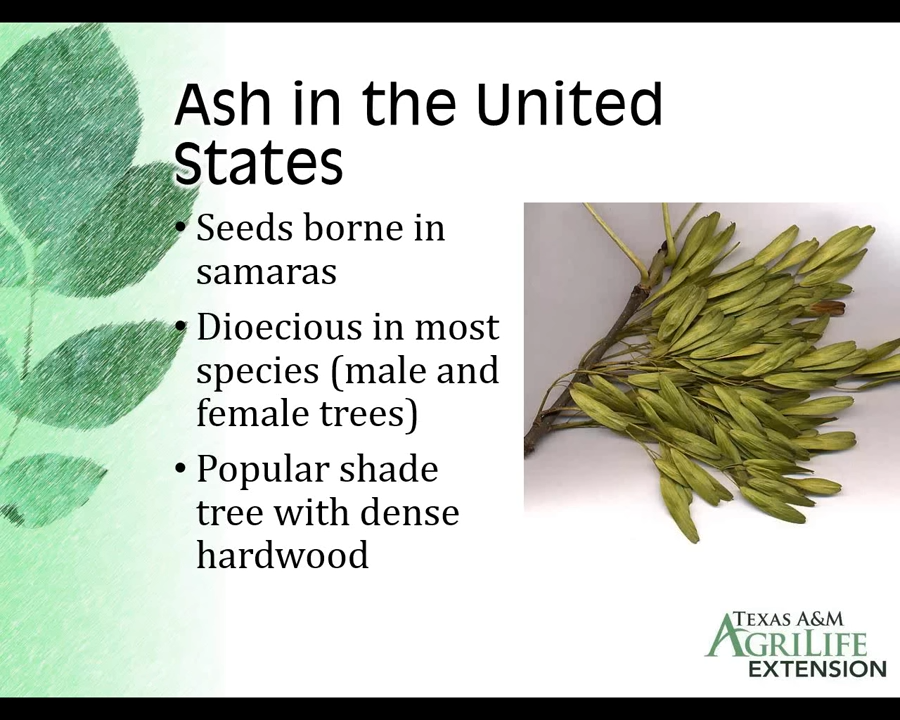 Ash in the United
States
• Seeds borne in
samaras
• Dioecious in most
species (male and
female trees)
• Popular shade
tree with dense
hardwood
TEXAS A&M
AGRILIFE
EXTENSION